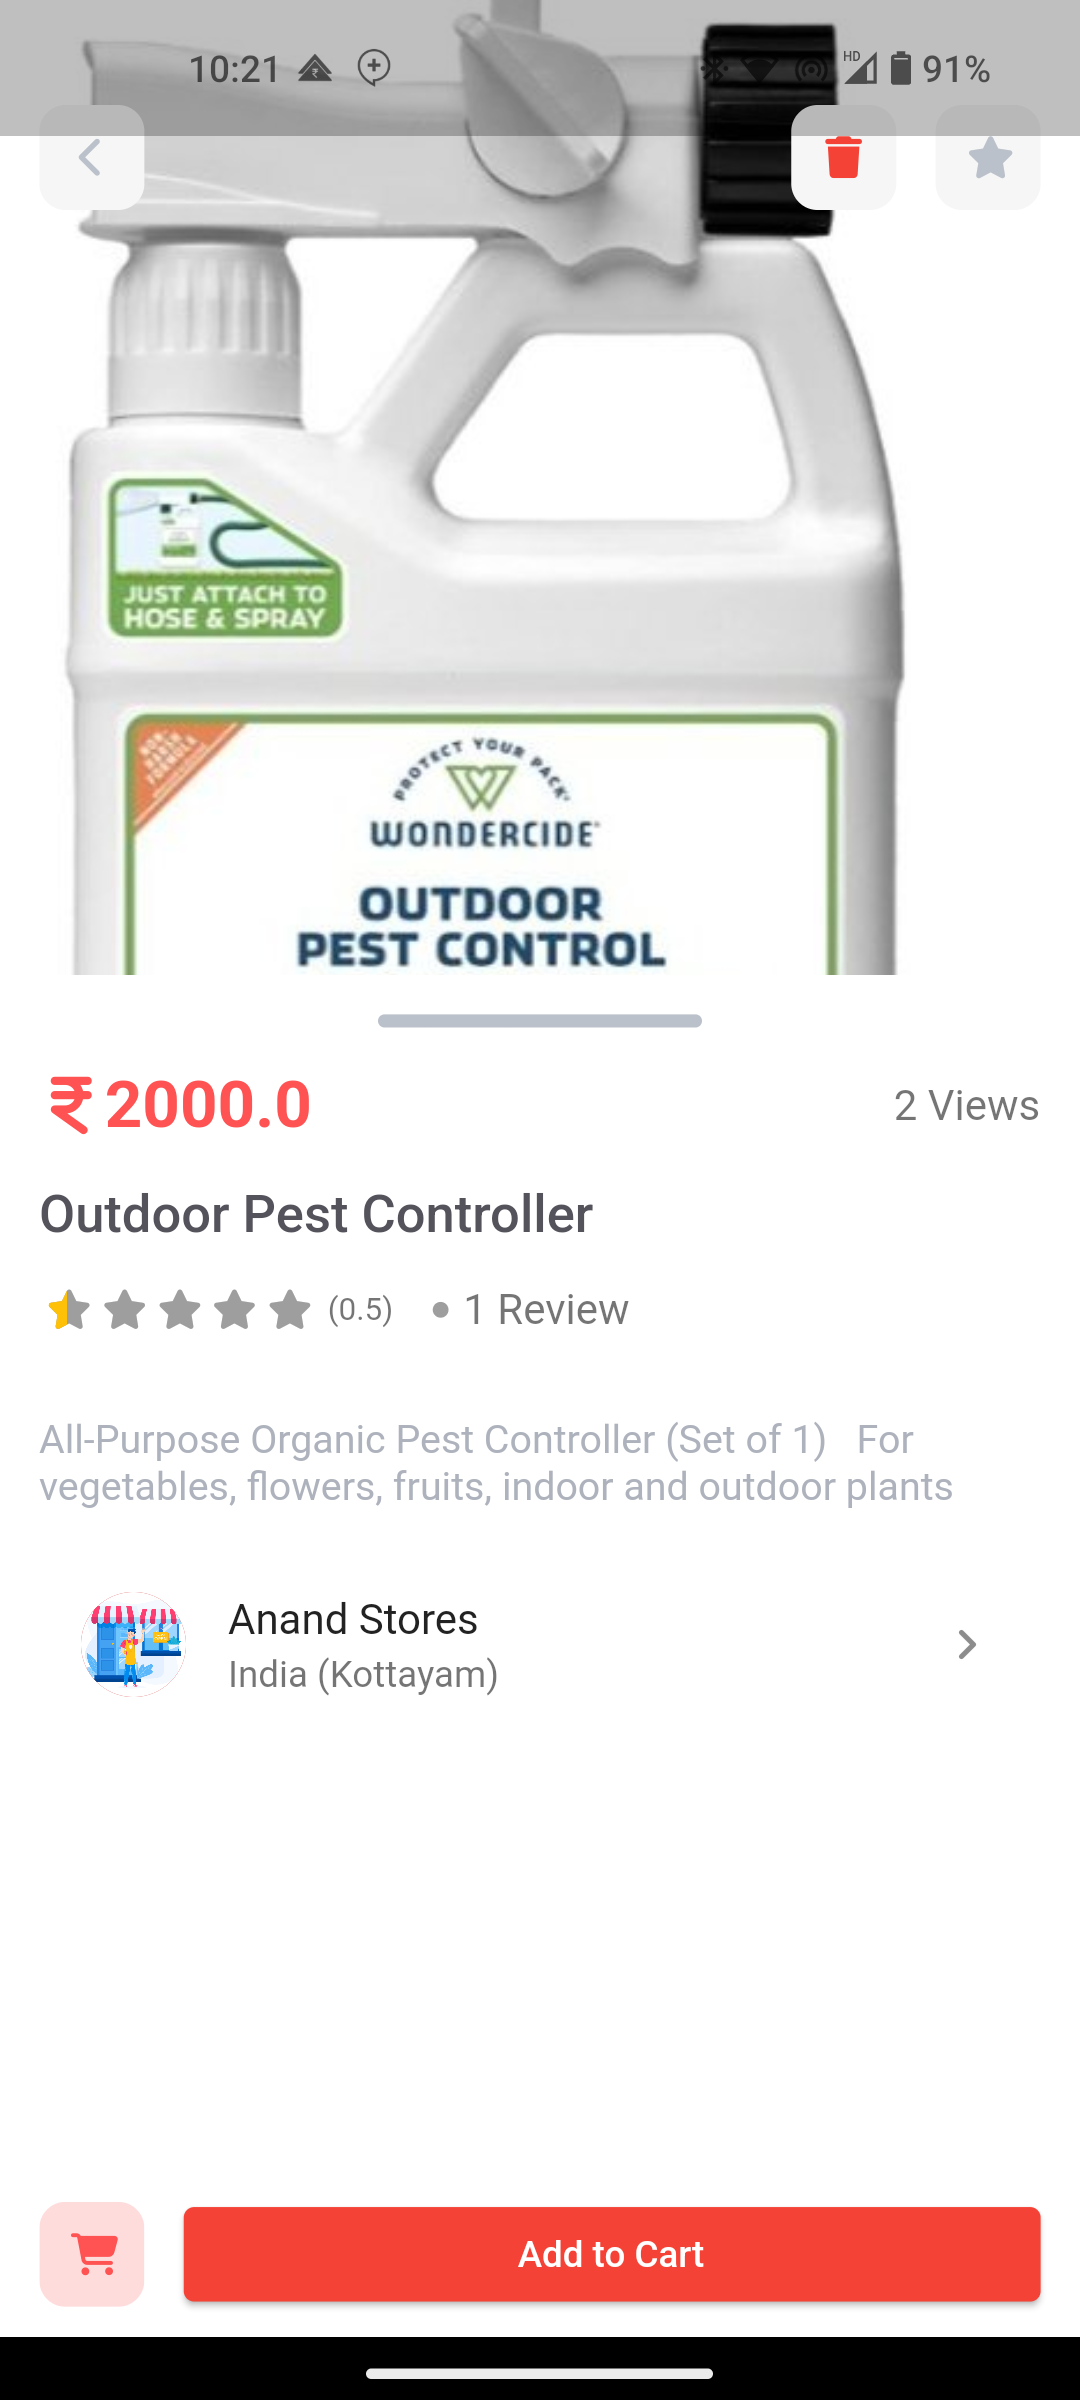 10:21
HD
91%
JUST ATTACH TO
HOSE & SPRAY
PROTECT YOUR PACK
WONDERCIDE
OUTDOOR
PEST CONTROL
₹ 2000.0
2 Views
Outdoor Pest Controller
(0.5)
1 Review
All-Purpose Organic Pest Controller (Set of 1)   For
vegetables, flowers, fruits, indoor and outdoor plants
Anand Stores
India (Kottayam)
Add to Cart